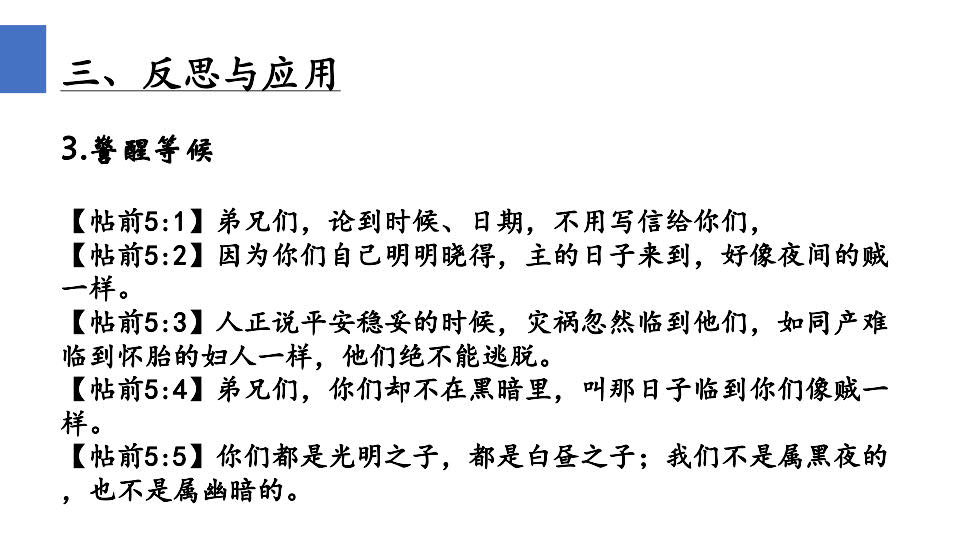 三、反思与应用
3.警醒等候
【帖前5:1】弟兄们，论到时候、日期，不用写信给你们，
【帖前5:2】因为你们自己明明晓得，主的日子来到，好像夜间的贼
一样。
【帖前5:3】人正说平安稳妥的时候，灾祸忽然临到他们，如同产难
临到怀胎的妇人一样，他们绝不能逃脱。
【帖前5:4】弟兄们，你们却不在黑暗里，叫那日子临到你们像贼一
样。
【帖前5:5】你们都是光明之子，都是白昼之子；我们不是属黑夜的
，也不是属幽暗的。